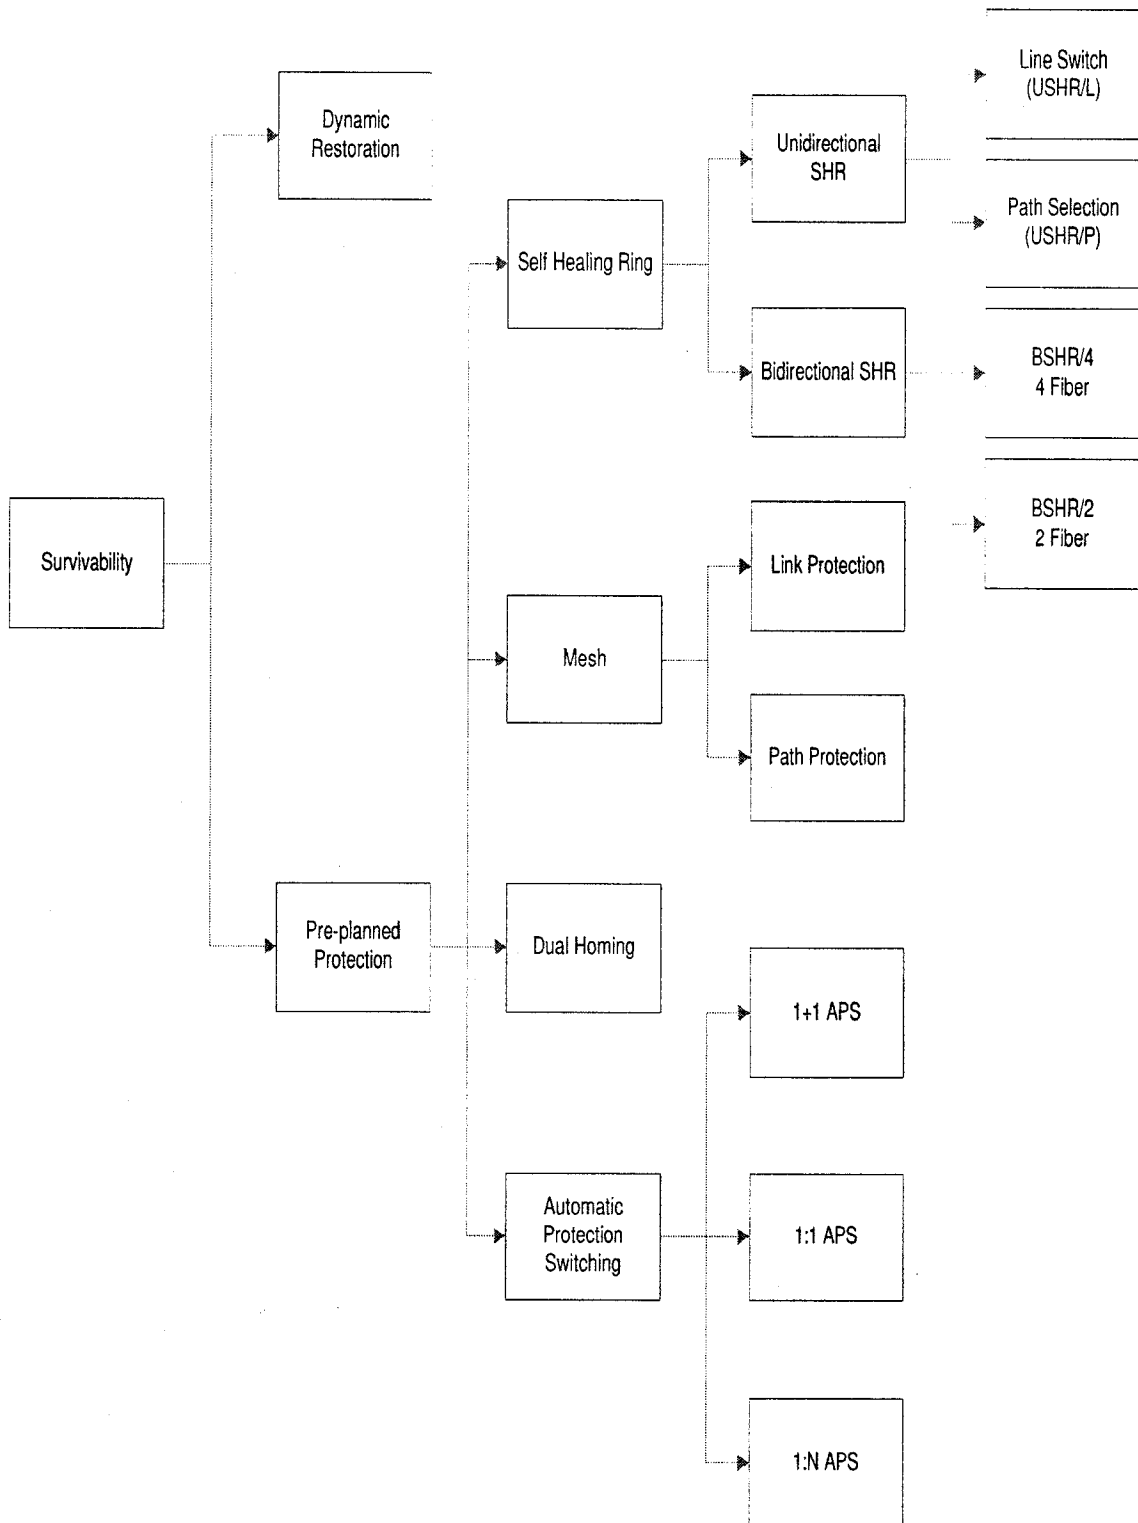 Line Switch
(USHR/L)
Dynamic
Restoration
Unidirectional
SHR
Path Selection
(USHR/P)
Self Healing Ring
Bidirectional SHR
BSHR/4
4 Fiber
BSHR/2
2 Fiber
Survivability
Link Protection
Mesh
Path Protection
Pre-planned
Protection
Dual Homing
1+1 APS
Automatic
Protection
Switching
1:1 APS
1:N APS